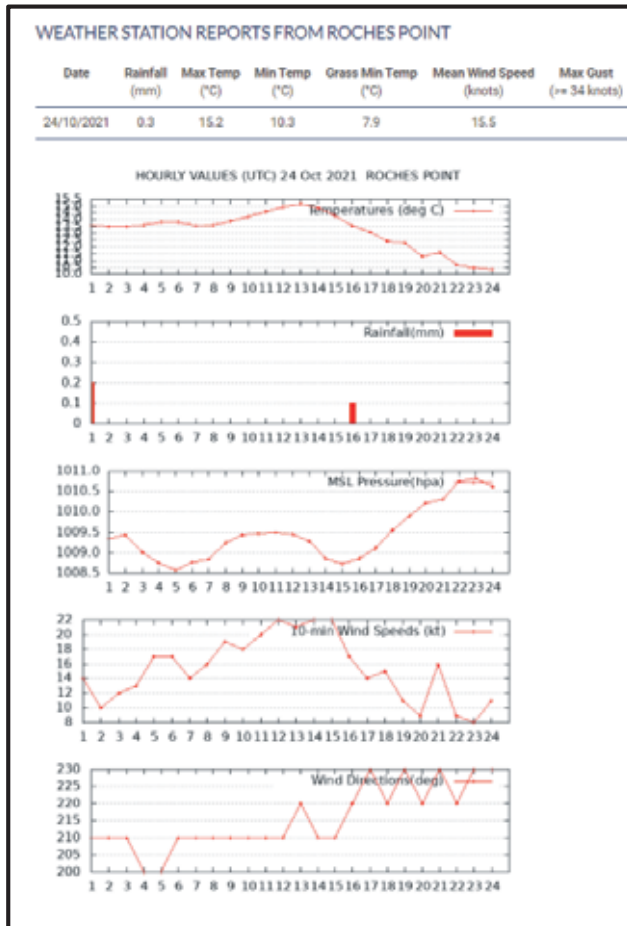 WEATHER STATION REPORTS FROM ROCHES POINT
Date Rainfall Max Temp Min Temp Grass Min Temp Mean Wind Speed Max Gust
(mm) (°C) (°C) (°C) (knots) (>= 34 knots)
24/10/2021 0.3 15.2 10.3 7.9 15.5
HOURLY VALUES (UTC) 24 Oct 2021 ROCHES POINT
Temperatures (deg C)
15.5
10.0
1 2 3 4 5 6 7 8 9 10 11 12 13 14 15 16 17 18 19 20 21 22 23 24
Rainfall(mm)
0.5
0.4
0.3
0.2
0.1
0
1 2 3 4 5 6 7 8 9 10 11 12 13 14 15 16 17 18 19 20 21 22 23 24
1011.0
MSL Pressure(hpa)
1010.5
1009.5
1009.0
1008.5
1 2 3 4 5 6 7 8 9 10 11 12 13 14 15 16 17 18 19 20 21 22 23 24
22
10-min Wind Speeds (kt)
20
18
16
14
12
10
8
1 2 3 4 5 6 7 8 9 10 11 12 13 14 15 16 17 18 19 20 21 22 23 24
230
Wind Directions(deg)
220
210
200
1 2 3 4 5 6 7 8 9 10 11 12 13 14 15 16 17 18 19 20 21 22 23 24